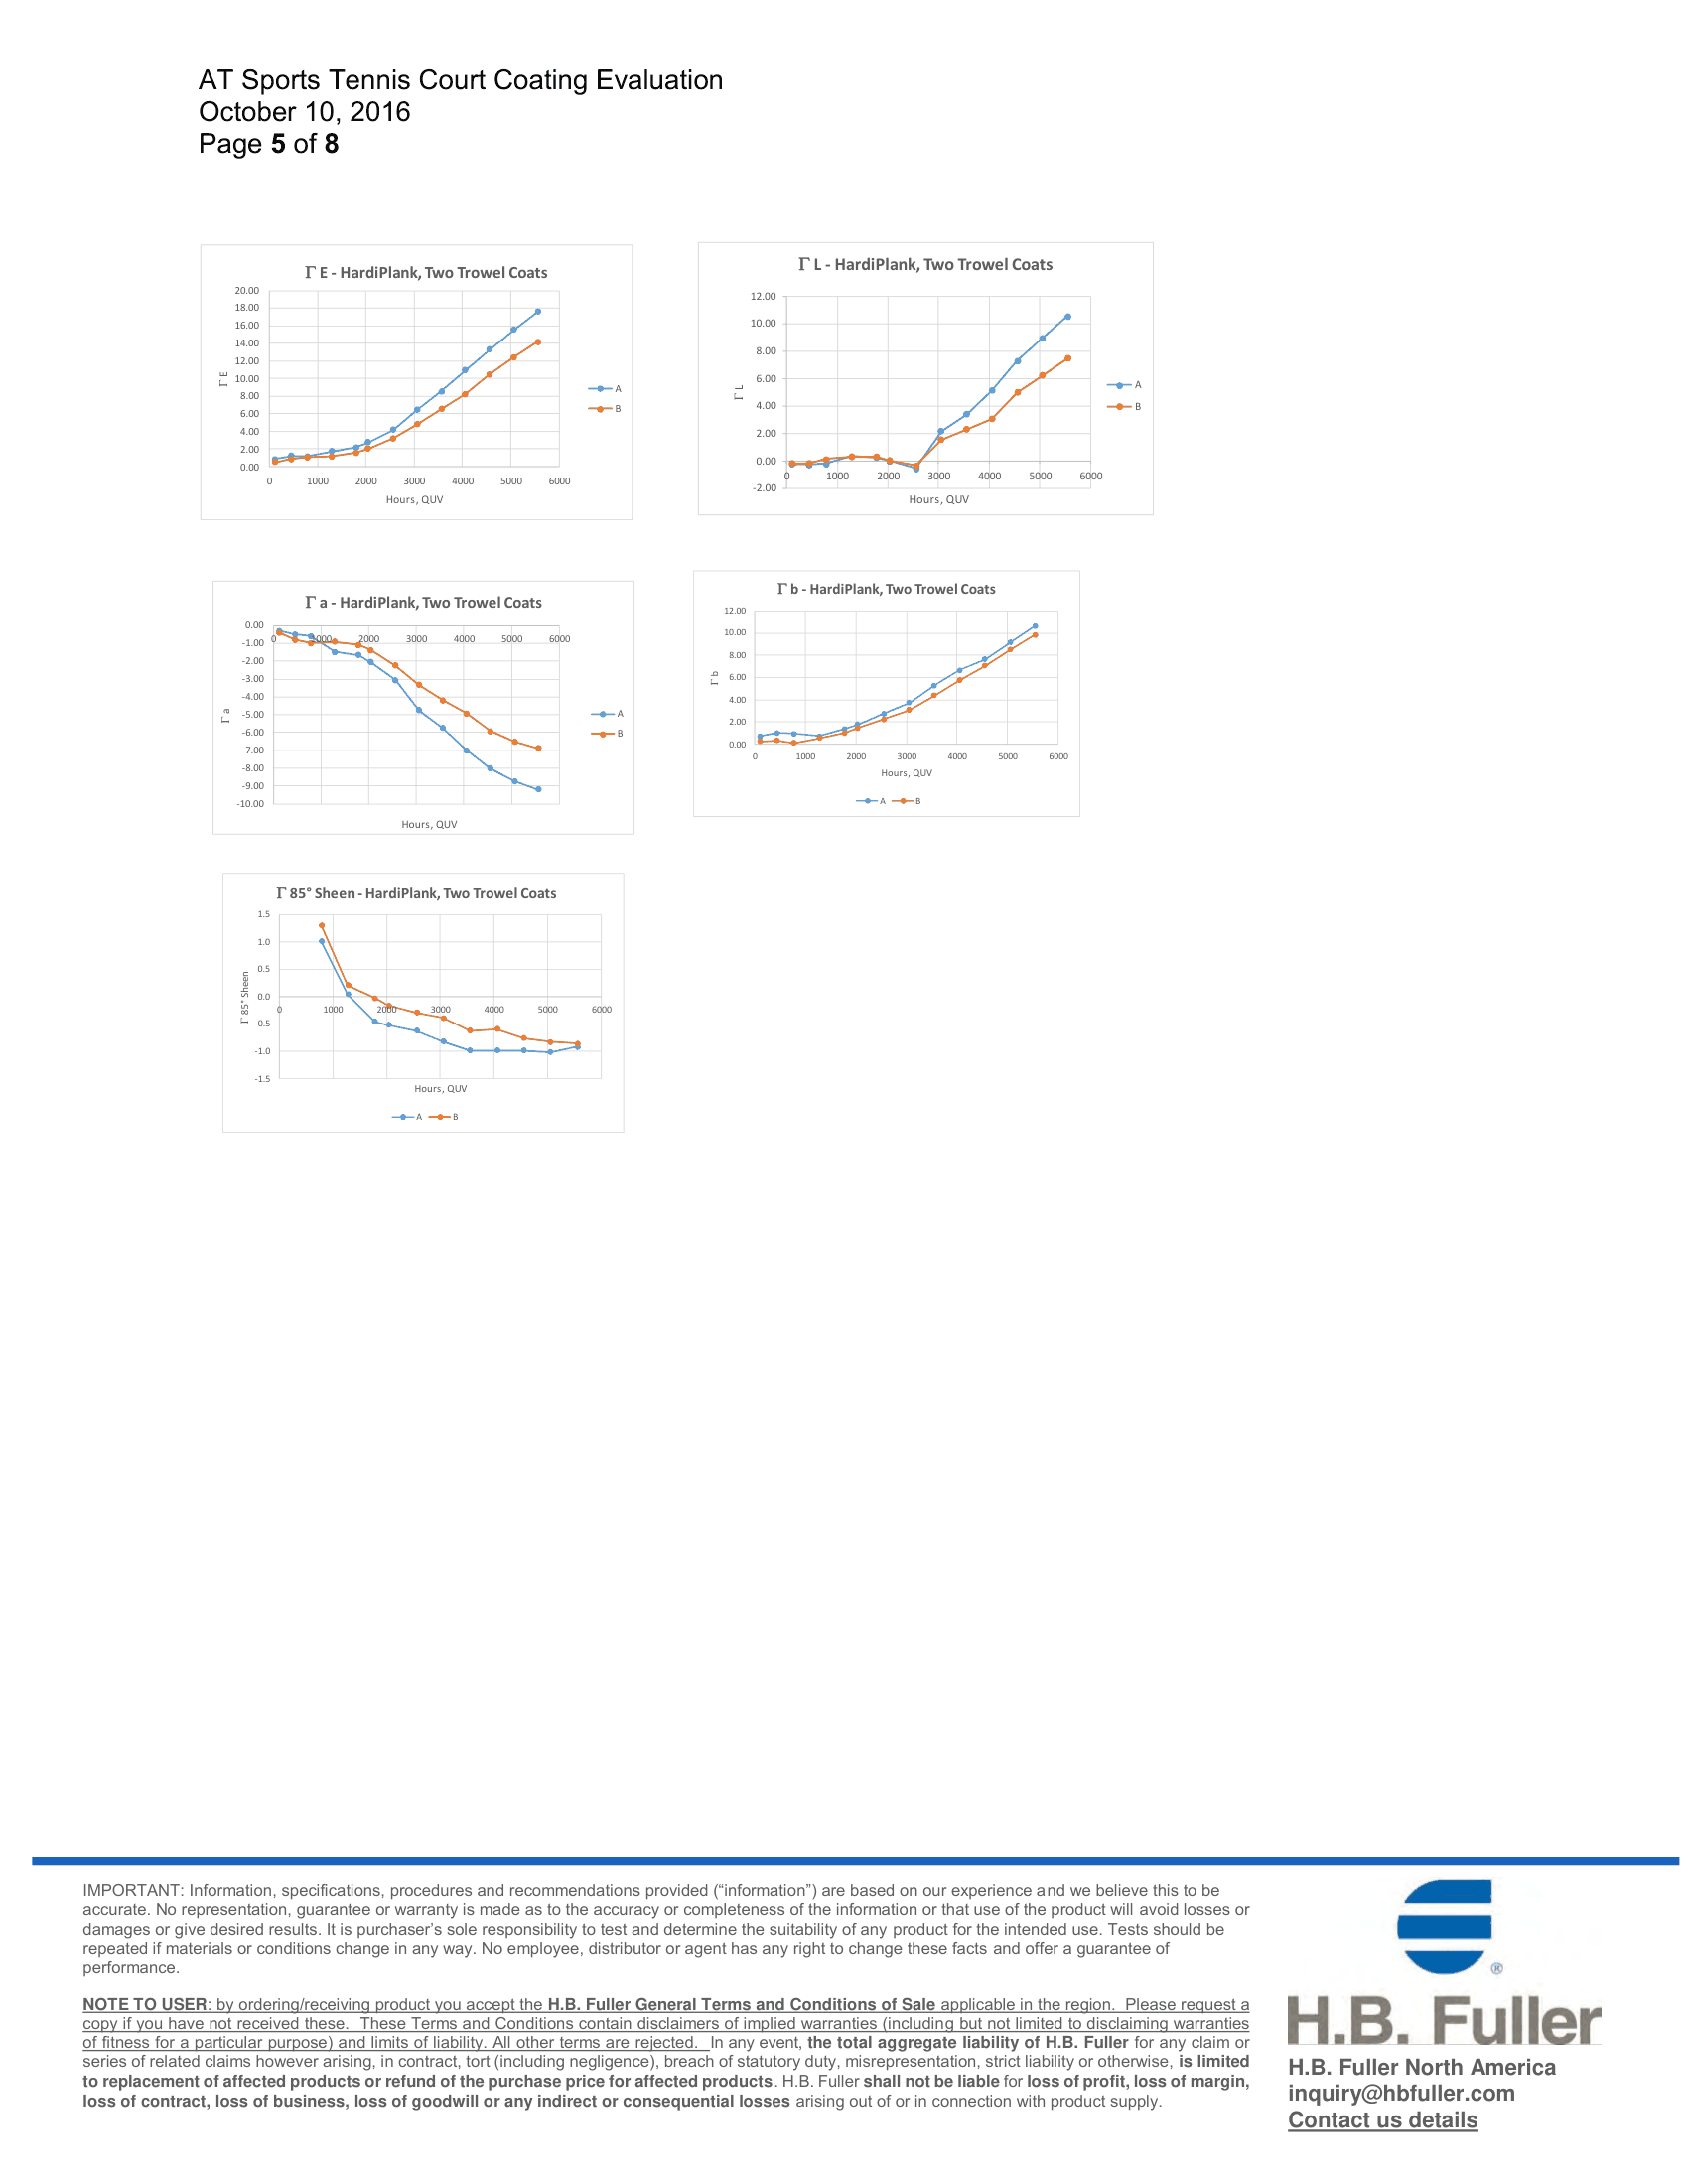 AT Sports Tennis Court Coating Evaluation
October 10, 2016
Page 5 of 8
Γ E - HardiPlank, Two Trowel Coats
20.00
18.00
16.00
14.00
12.00
10.00
8.00
6.00
4.00
2.00
0.00
Γ E
0 1000 2000 3000 4000 5000 6000
Hours, QUV
A
B
Γ L - HardiPlank, Two Trowel Coats
12.00
10.00
8.00
6.00
4.00
2.00
0.00
-2.00
Γ L
0 1000 2000 3000 4000 5000 6000
Hours, QUV
A
B
Γ a - HardiPlank, Two Trowel Coats
0.00
-1.00
-2.00
-3.00
-4.00
-5.00
-6.00
-7.00
-8.00
-9.00
-10.00
Γ a
0 1000 2000 3000 4000 5000 6000
Hours, QUV
A
B
Γ b - HardiPlank, Two Trowel Coats
12.00
10.00
8.00
6.00
4.00
2.00
0.00
Γ b
0 1000 2000 3000 4000 5000 6000
Hours, QUV
A B
Γ 85° Sheen - HardiPlank, Two Trowel Coats
1.5
1.0
0.5
0.0
-0.5
-1.0
-1.5
Γ 85° Sheen
0 1000 2000 3000 4000 5000 6000
Hours, QUV
A B
IMPORTANT: Information, specifications, procedures and recommendations provided (“information”) are based on our experience and we believe this to be
accurate. No representation, guarantee or warranty is made as to the accuracy or completeness of the information or that use of the product will avoid losses or
damages or give desired results. It is purchaser’s sole responsibility to test and determine the suitability of any product for the intended use. Tests should be
repeated if materials or conditions change in any way. No employee, distributor or agent has any right to change these facts and offer a guarantee of
performance.
NOTE TO USER: by ordering/receiving product you accept the H.B. Fuller General Terms and Conditions of Sale applicable in the region. Please request a
copy if you have not received these. These Terms and Conditions contain disclaimers of implied warranties (including but not limited to disclaiming warranties
of fitness for a particular purpose) and limits of liability. All other terms are rejected. In any event, the total aggregate liability of H.B. Fuller for any claim or
series of related claims however arising, in contract, tort (including negligence), breach of statutory duty, misrepresentation, strict liability or otherwise, is limited
to replacement of affected products or refund of the purchase price for affected products. H.B. Fuller shall not be liable for loss of profit, loss of margin,
loss of contract, loss of business, loss of goodwill or any indirect or consequential losses arising out of or in connection with product supply.
®
H.B. Fuller
H.B. Fuller North America
inquiry@hbfuller.com
Contact us details